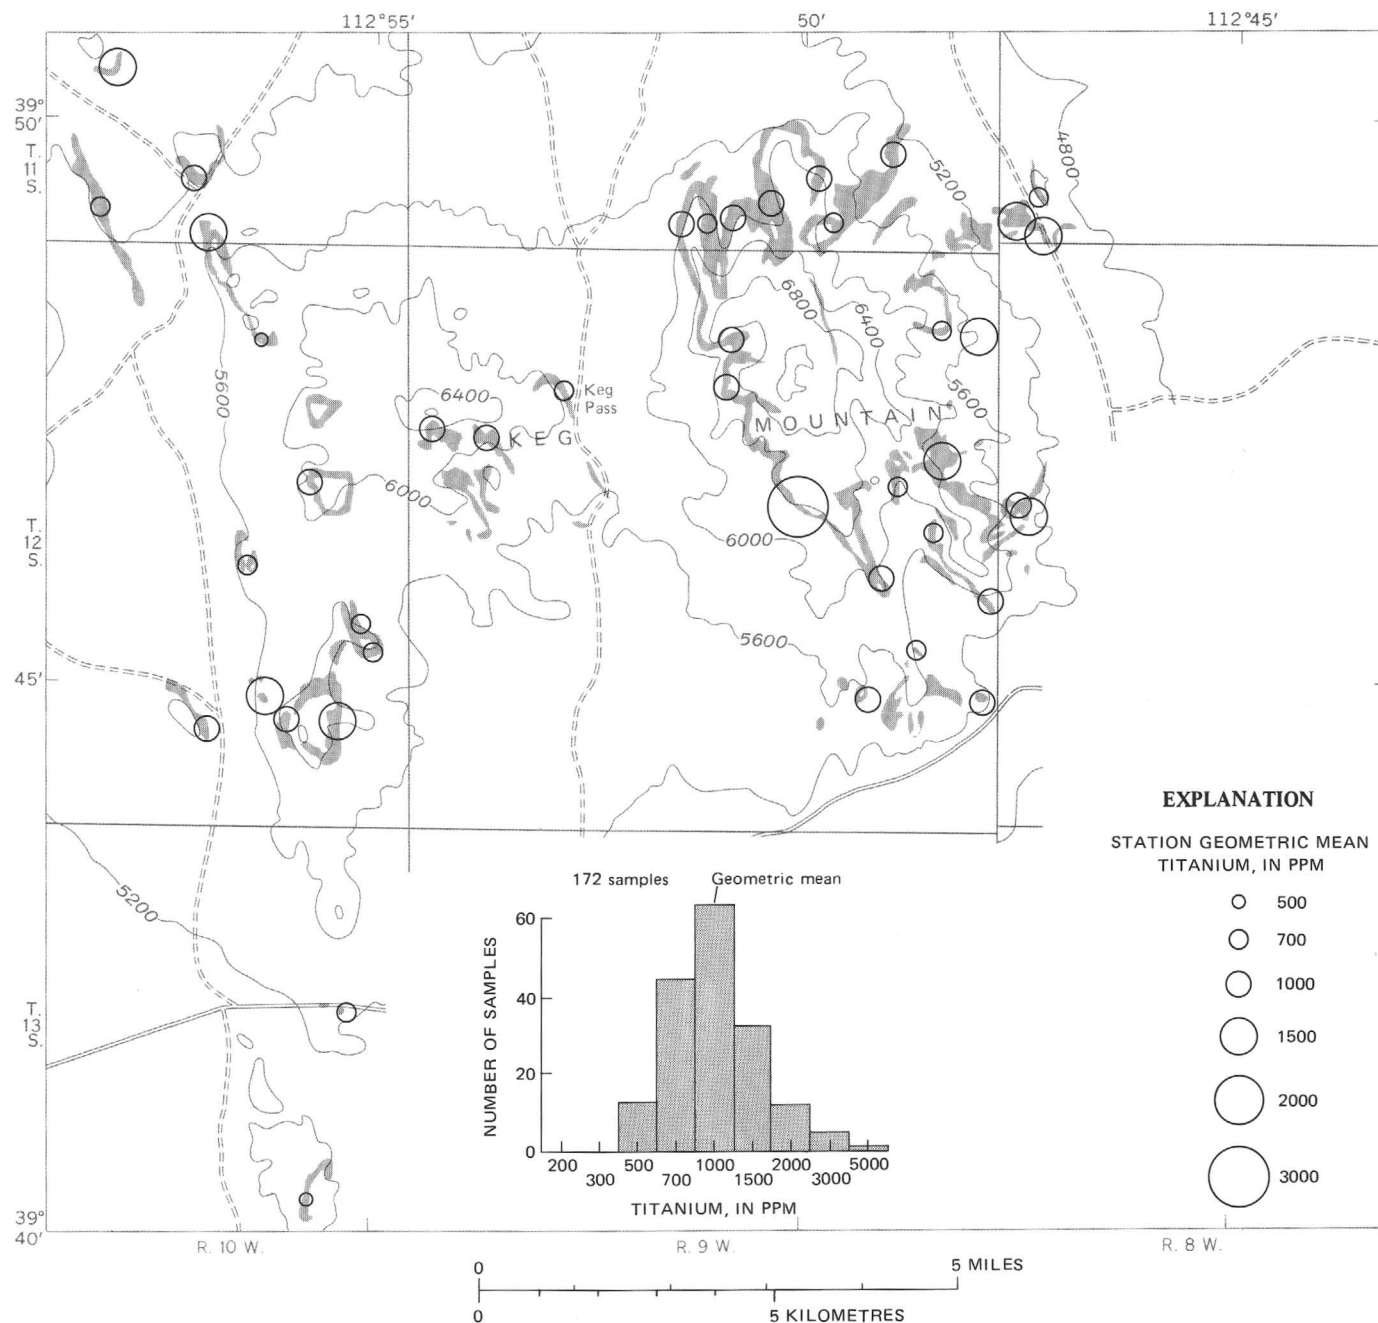 112°55′ 50′ 112°45′
39°
50′
T.
11
S.
4800
5200
6800
6400
5600
5600
6400
Keg
Pass
MOUNTAIN
KEG
6000
T.
12
S.
6000
5600
45′
EXPLANATION
STATION GEOMETRIC MEAN
TITANIUM, IN PPM
500
700
1000
1500
2000
3000
5200
172 samples Geometric mean
NUMBER OF SAMPLES
60
40
20
0
200 500 1000 2000 5000
300 700 1500 3000
TITANIUM, IN PPM
T.
13
S.
39°
40′
R. 10 W. R. 9 W. R. 8 W.
0 5 MILES
0 5 KILOMETRES